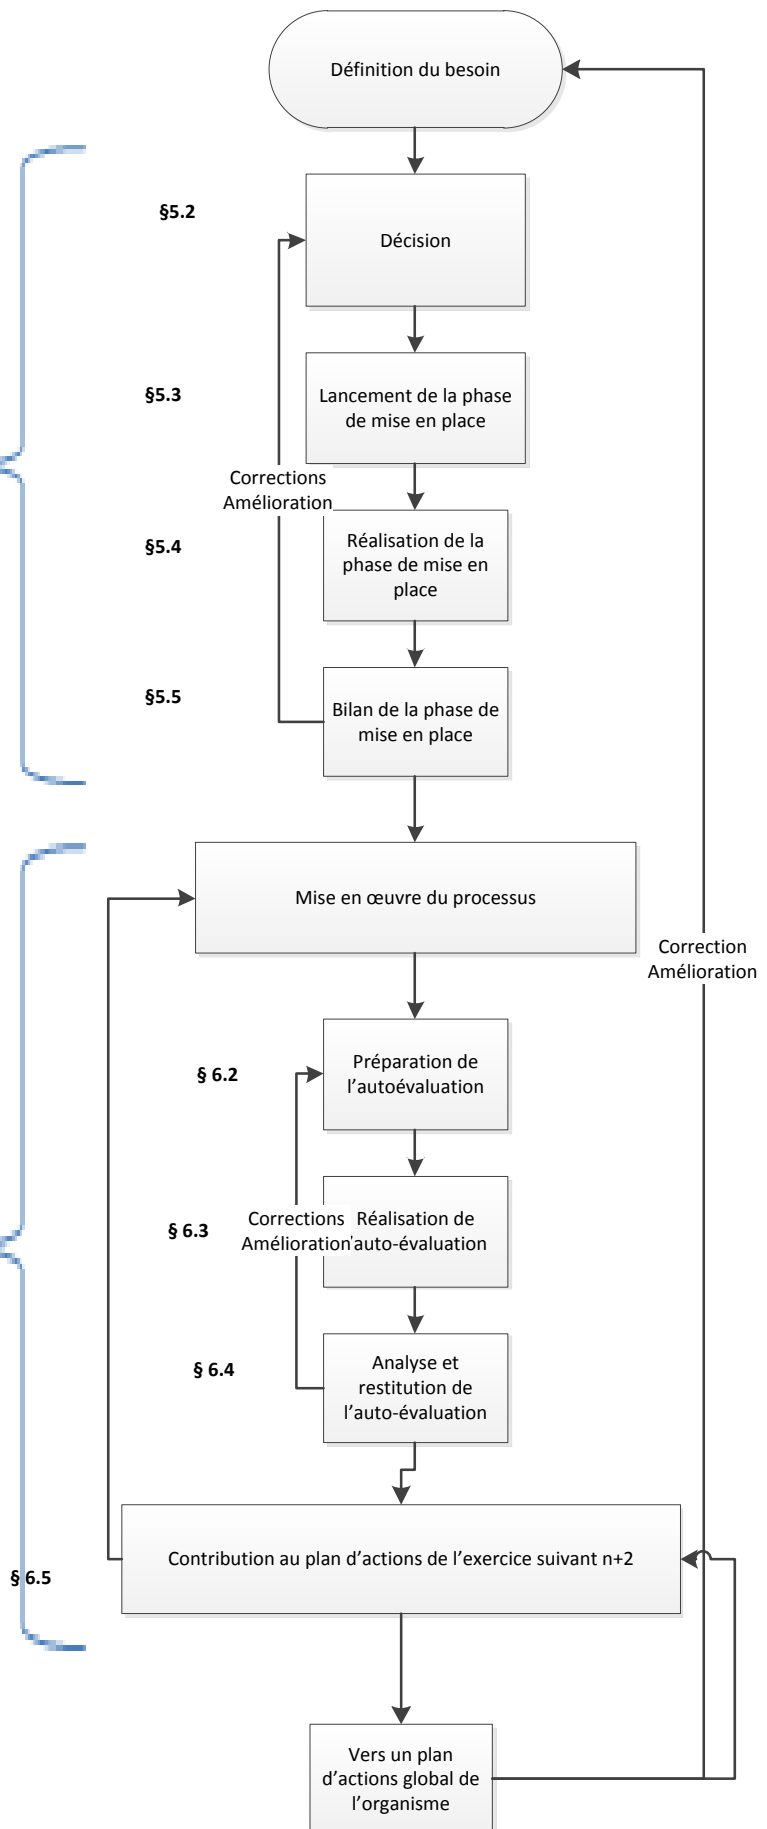 Définition du besoin
§5.2
Décision
§5.3
Lancement de la phase
de mise en place
Corrections
Amélioration
§5.4
Réalisation de la
phase de mise en
place
§5.5
Bilan de la phase de
mise en place
Mise en œuvre du processus
Correction
Amélioration
§ 6.2
Préparation de
l’autoévaluation
§ 6.3
Corrections
Amélioration
Réalisation de
’auto-évaluation
§ 6.4
Analyse et
restitution de
l’auto-évaluation
Contribution au plan d’actions de l’exercice suivant n+2
§ 6.5
Vers un plan
d’actions global de
l’organisme